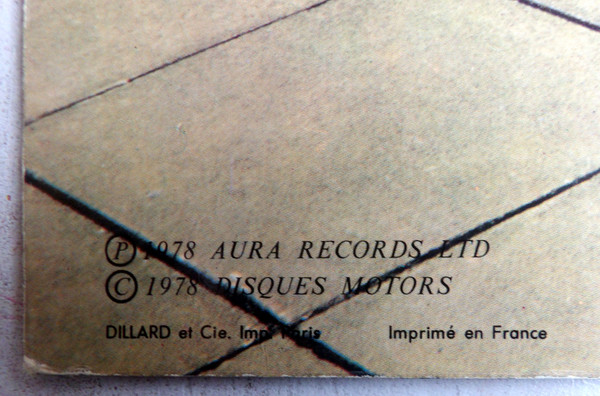 Ⓟ 1978 AURA RECORDS LTD
© 1978 DISQUES MOTORS
DILLARD et Cie. Imp. Paris Imprimé en France